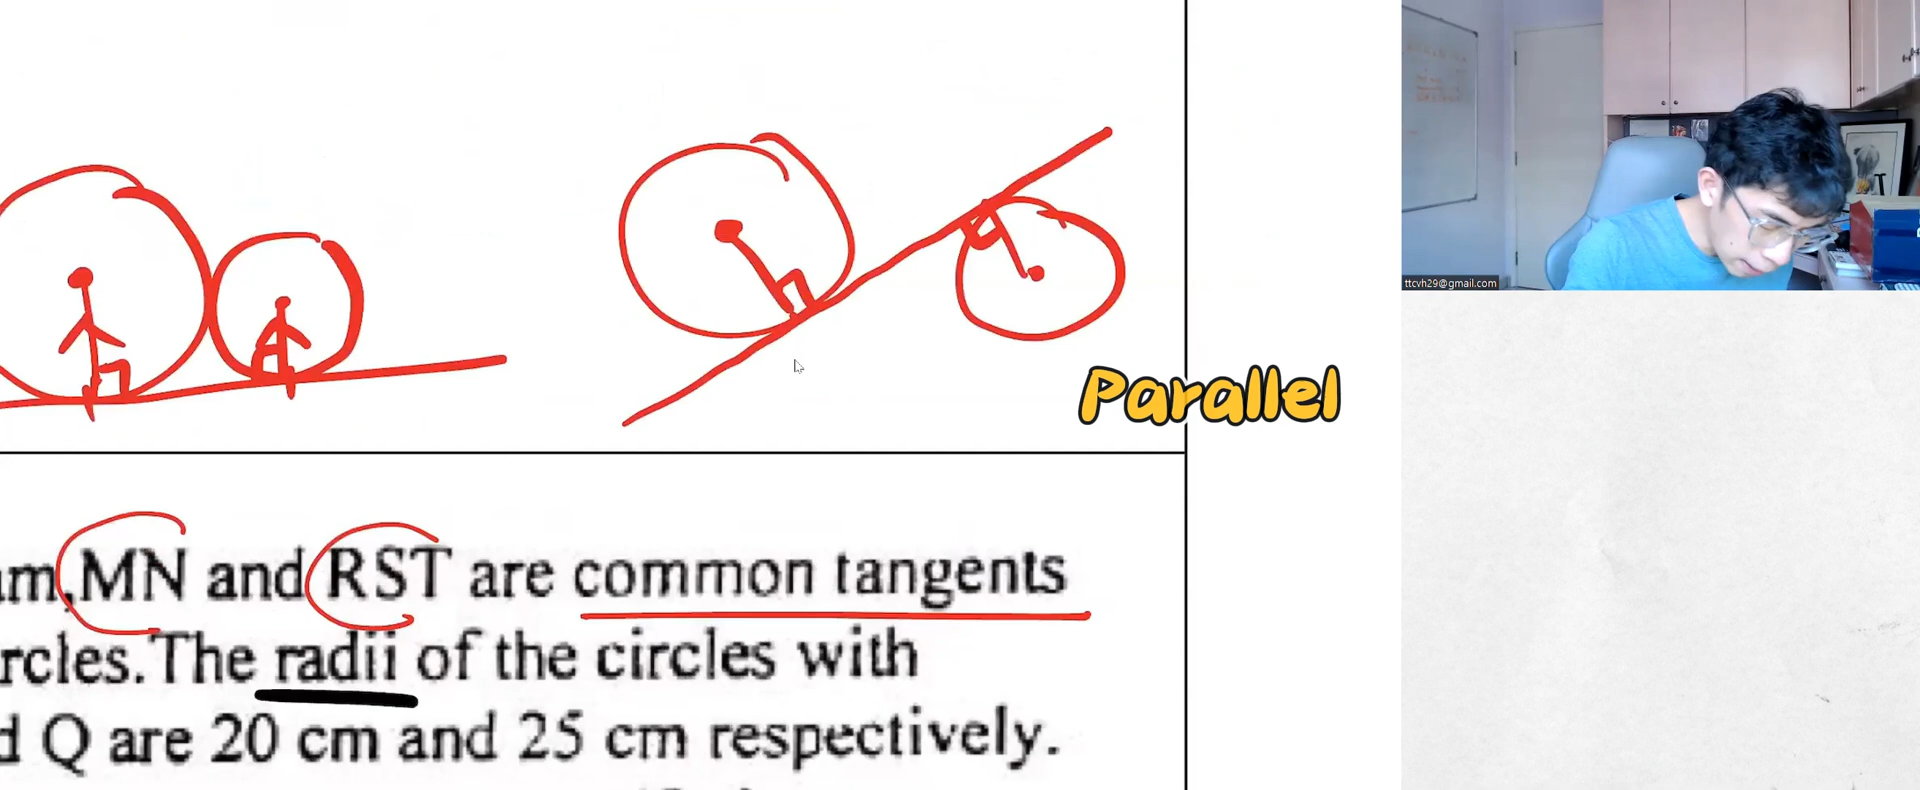 ttcvh29@gmail.com
Parallel
MN and RST are common tangents
The radii of the circles with
Q are 20 cm and 25 cm respectively.